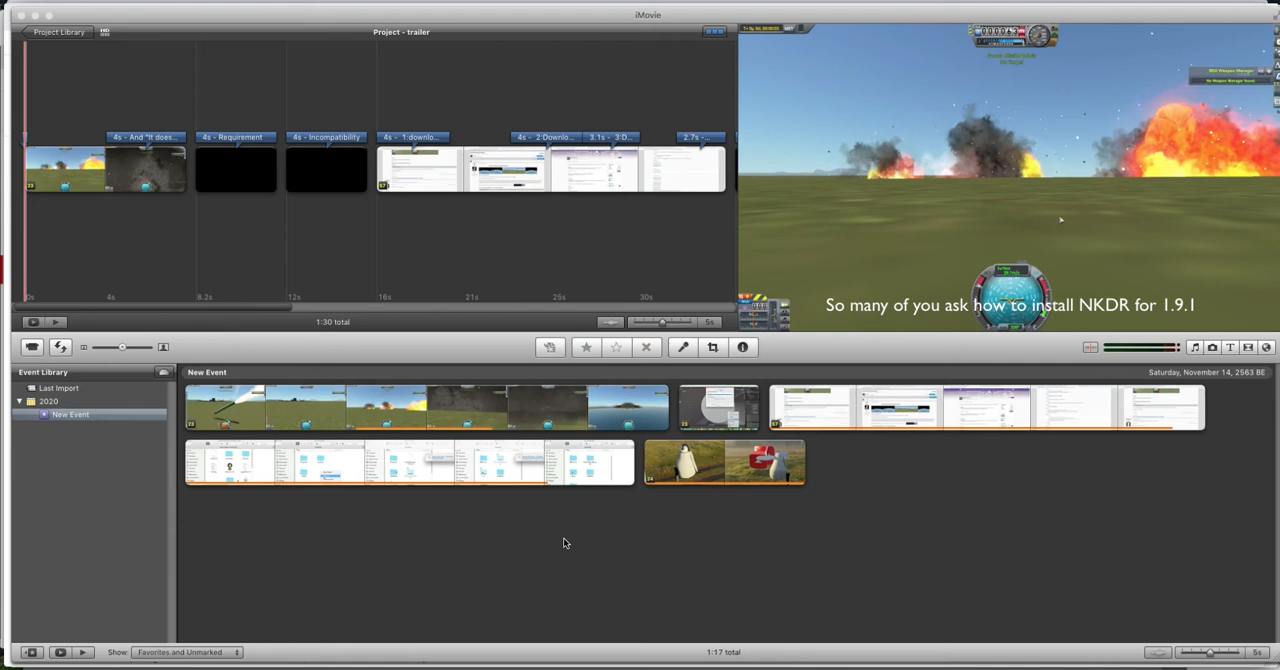 iMovie
Project Library
Project - trailer
4s - And "It does...
4s - Requirement
4s - Incompatibility
4s - 1:downlo...
4s - 2:Downlo...
3.1s - 3:D...
2.7s -...
0s
4s
8.2s
12s
16s
21s
25s
30s
1:30 total
5s
So many of you ask how to install NKDR for 1.9.1
Event Library
New Event
Saturday, November 14, 2563 BE
Last Import
2020
New Event
Show: Favorites and Unmarked
1:17 total
5s